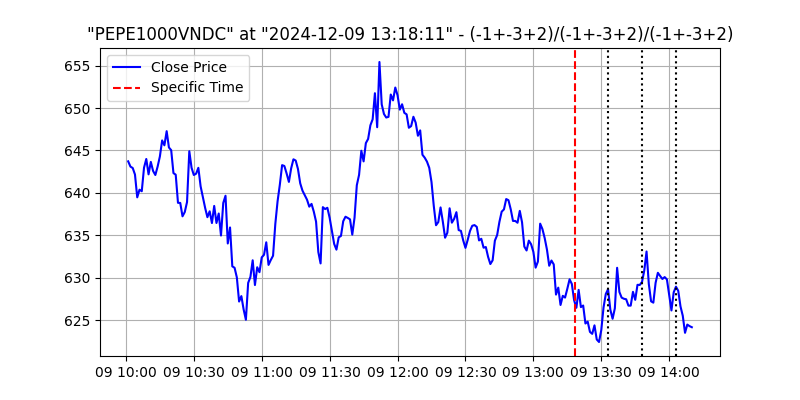 "PEPE1000VNDC" at "2024-12-09 13:18:11" - (-1+-3+2)/(-1+-3+2)/(-1+-3+2)
Close Price
Specific Time
655
650
645
640
635
630
625
09 10:00 09 10:30 09 11:00 09 11:30 09 12:00 09 12:30 09 13:00 09 13:30 09 14:00